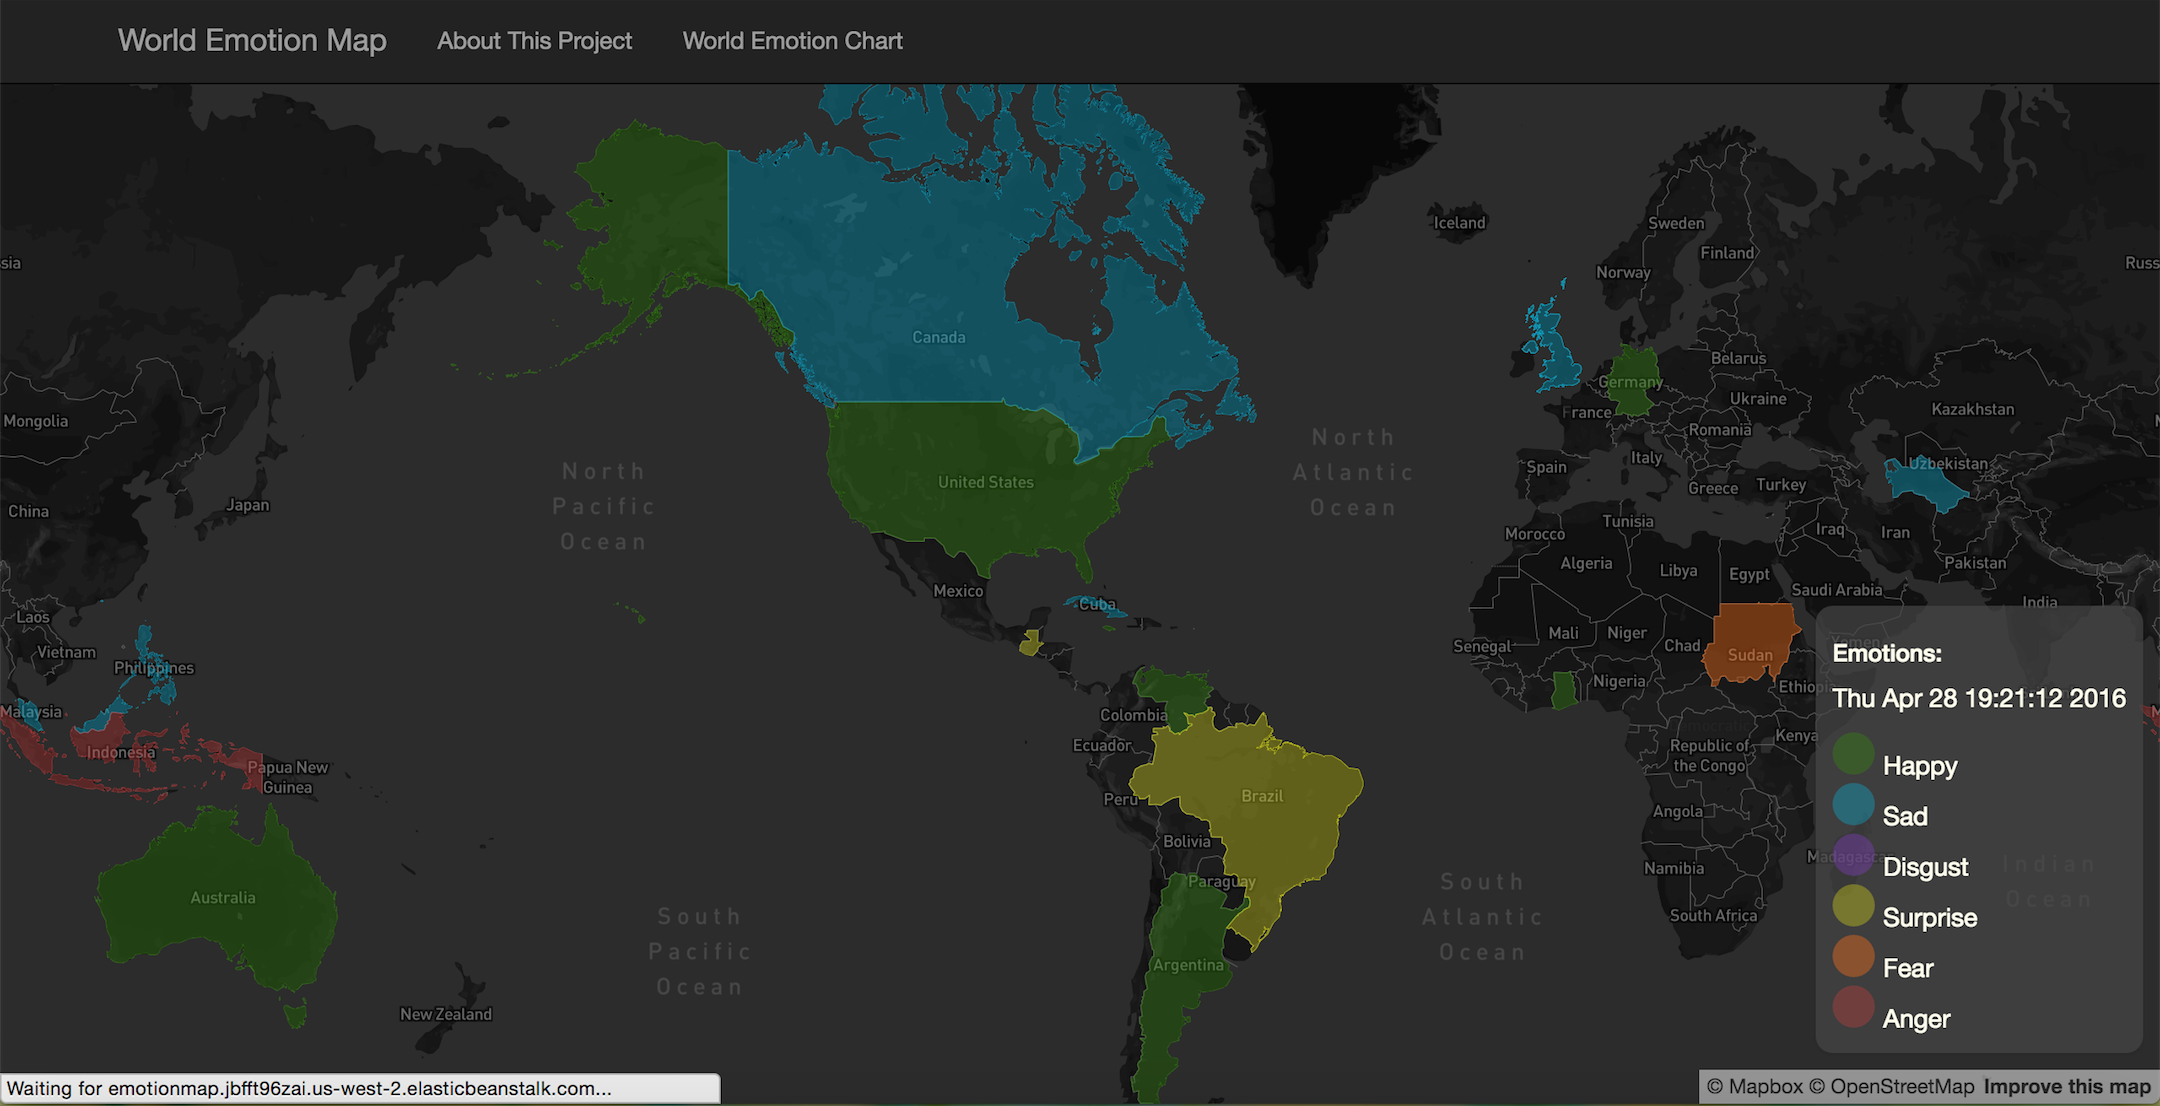 World Emotion Map
About This Project
World Emotion Chart
Iceland
Sweden
Finland
Norway
sia
Russ
Canada
Belarus
Germany
Ukraine
France
Kazakhstan
Mongolia
Romania
North
Pacific
Ocean
North
Atlantic
Ocean
Italy
Spain
Uzbekistan
United States
Greece
Turkey
Japan
China
Tunisia
Morocco
Iraq
Iran
Algeria
Libya
Egypt
Pakistan
Mexico
Saudi Arabia
Cuba
India
Laos
Mali
Niger
Chad
Senegal
Vietnam
Sudan
Yemen
Philippines
Nigeria
Ethiopia
Malaysia
Colombia
Indonesia
Ecuador
Democratic
Republic of
the Congo
Kenya
Papua New
Guinea
Peru
Brazil
Angola
Bolivia
Madagascar
Namibia
Paraguay
Australia
South Africa
South
Pacific
Ocean
South
Atlantic
Ocean
Indian
Ocean
Argentina
New Zealand
Emotions:
Thu Apr 28 19:21:12 2016
Happy
Sad
Disgust
Surprise
Fear
Anger
Waiting for emotionmap.jbfft96zai.us-west-2.elasticbeanstalk.com...
© Mapbox © OpenStreetMap Improve this map